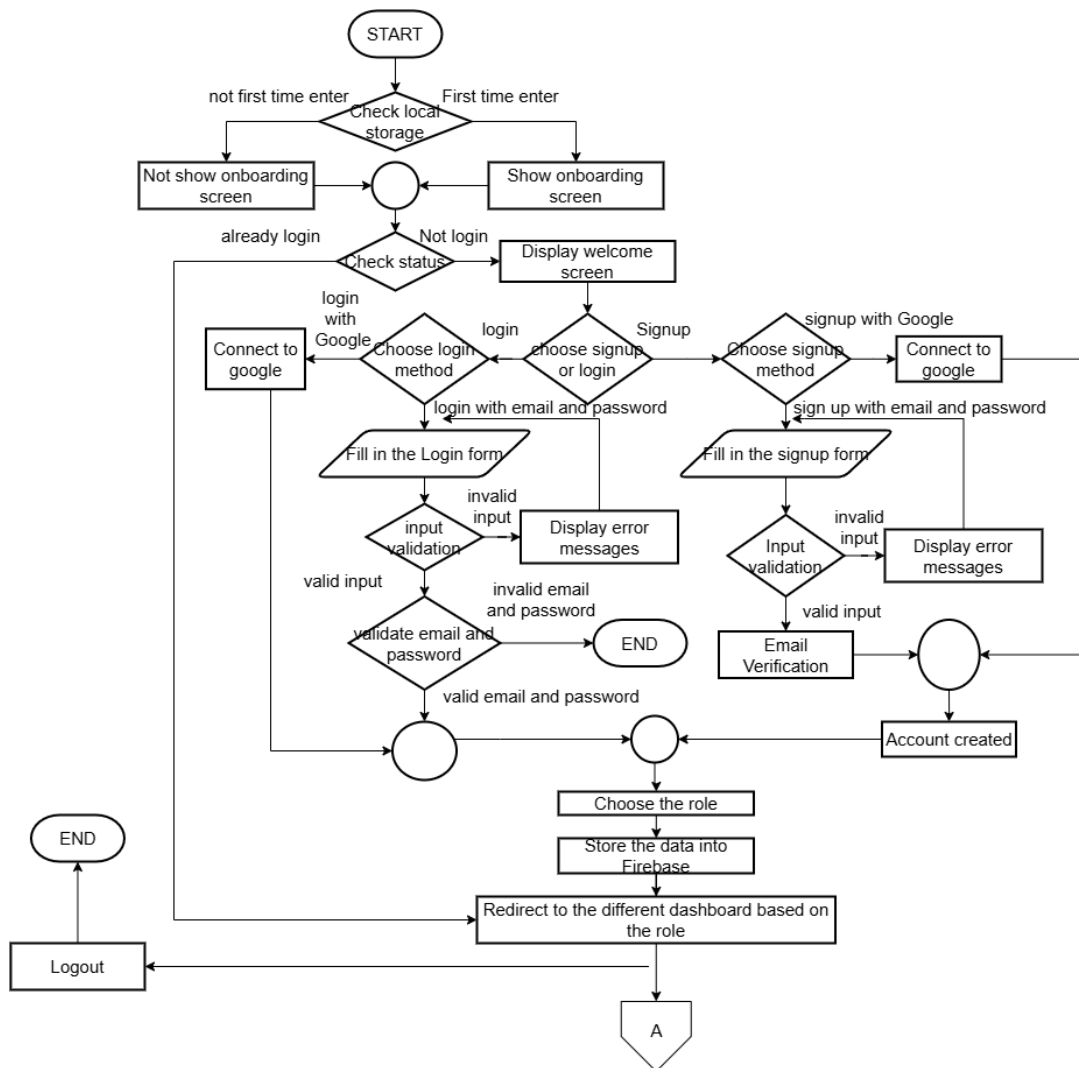 START
not first time enter
First time enter
Check local
storage
Not show onboarding
screen
Show onboarding
screen
already login
Not login
Check status
Display welcome
screen
login
with
Google
login
Signup
signup with Google
Connect to
google
Choose login
method
choose signup
or login
Choose signup
method
Connect to
google
login with email and password
sign up with email and password
Fill in the Login form
Fill in the signup form
invalid
input
invalid
input
input
validation
Display error
messages
Input
validation
Display error
messages
valid input
invalid email
and password
valid input
validate email and
password
END
Email
Verification
valid email and password
Account created
Choose the role
END
Store the data into
Firebase
Redirect to the different dashboard based on
the role
Logout
A